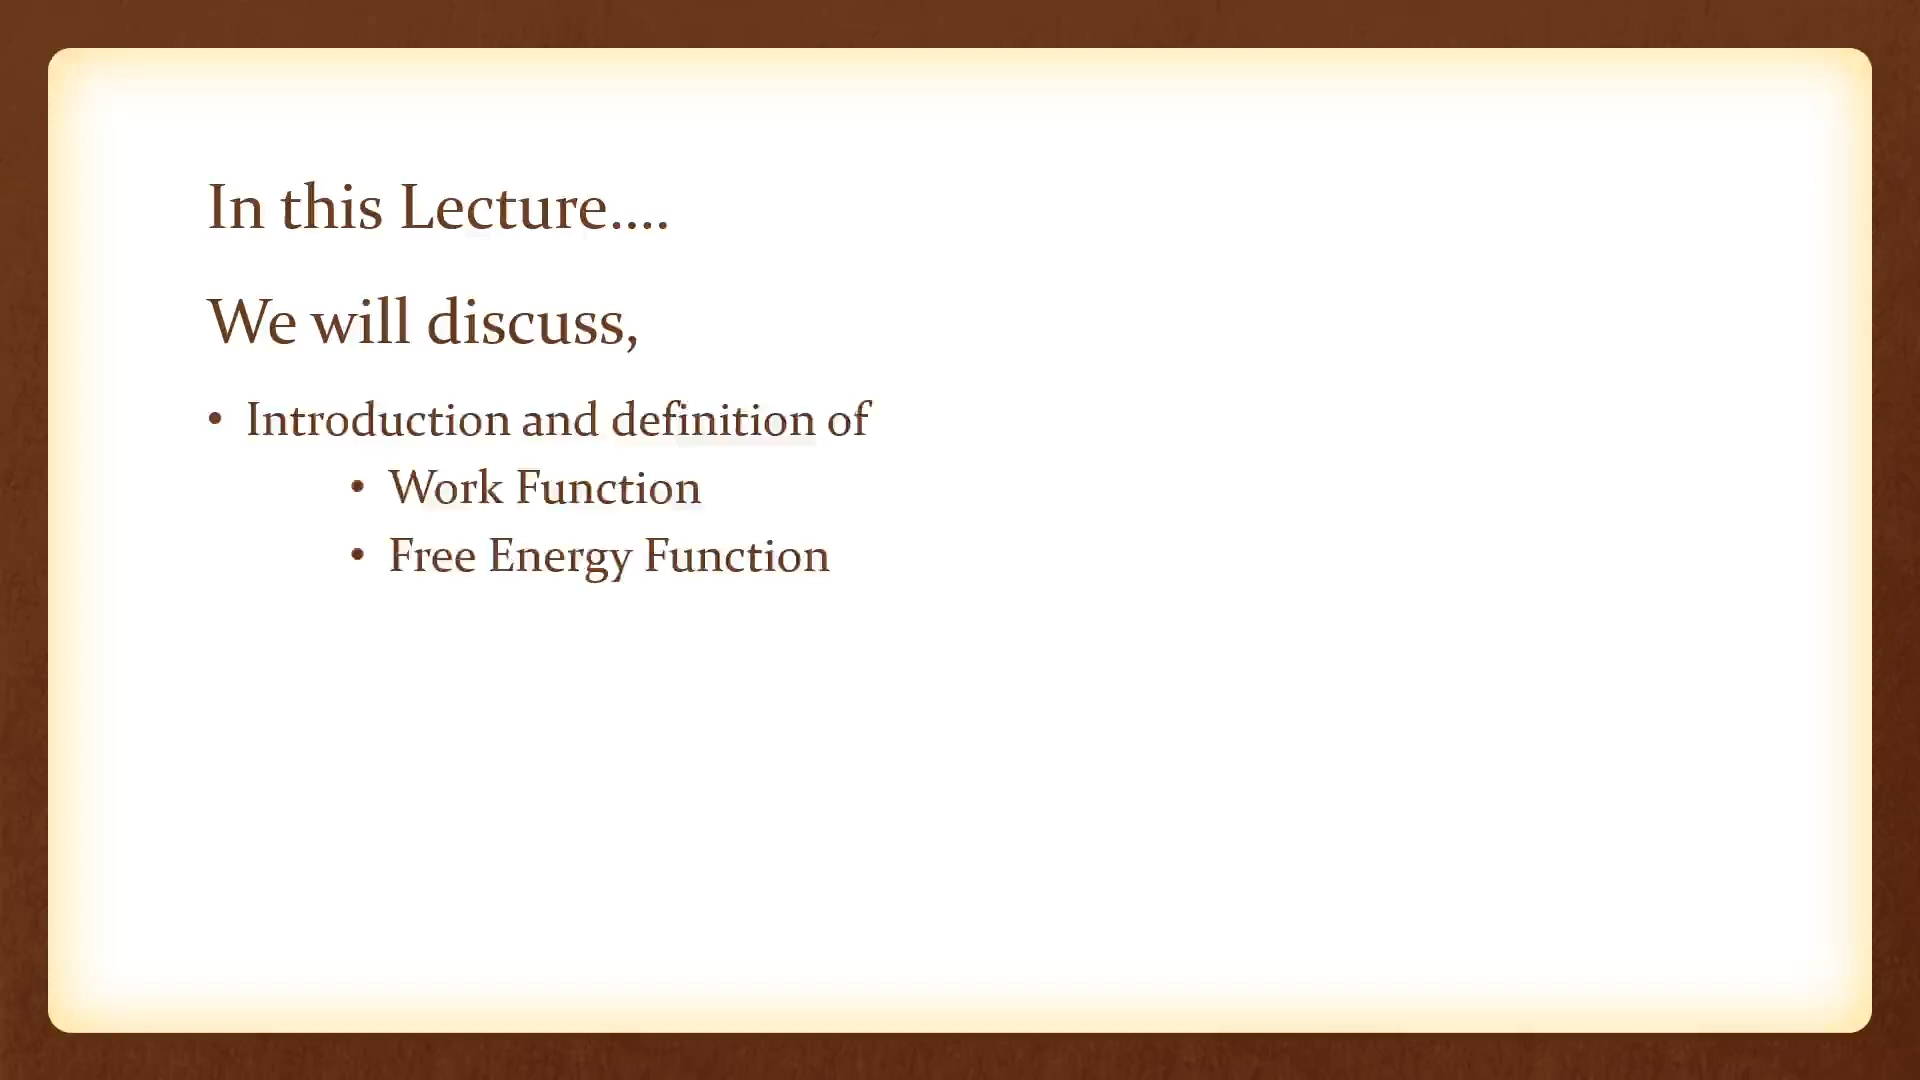 In this Lecture....
We will discuss,
• Introduction and definition of
• Work Function
• Free Energy Function